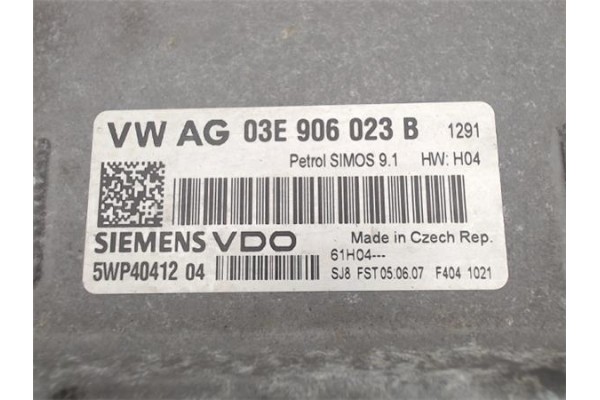 VW AG 03E 906 023 B 1291
Petrol SIMOS 9.1 HW: H04
SIEMENS VDO Made in Czech Rep.
61H04---
5WP40412 04 SJ8 FST 05.06.07 F404 1021